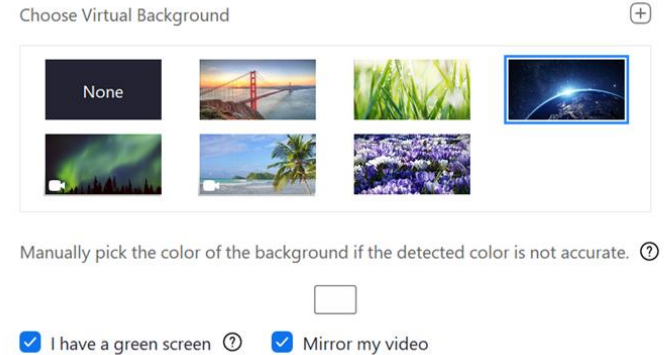 Choose Virtual Background
None
Manually pick the color of the background if the detected color is not accurate.
I have a green screen
Mirror my video